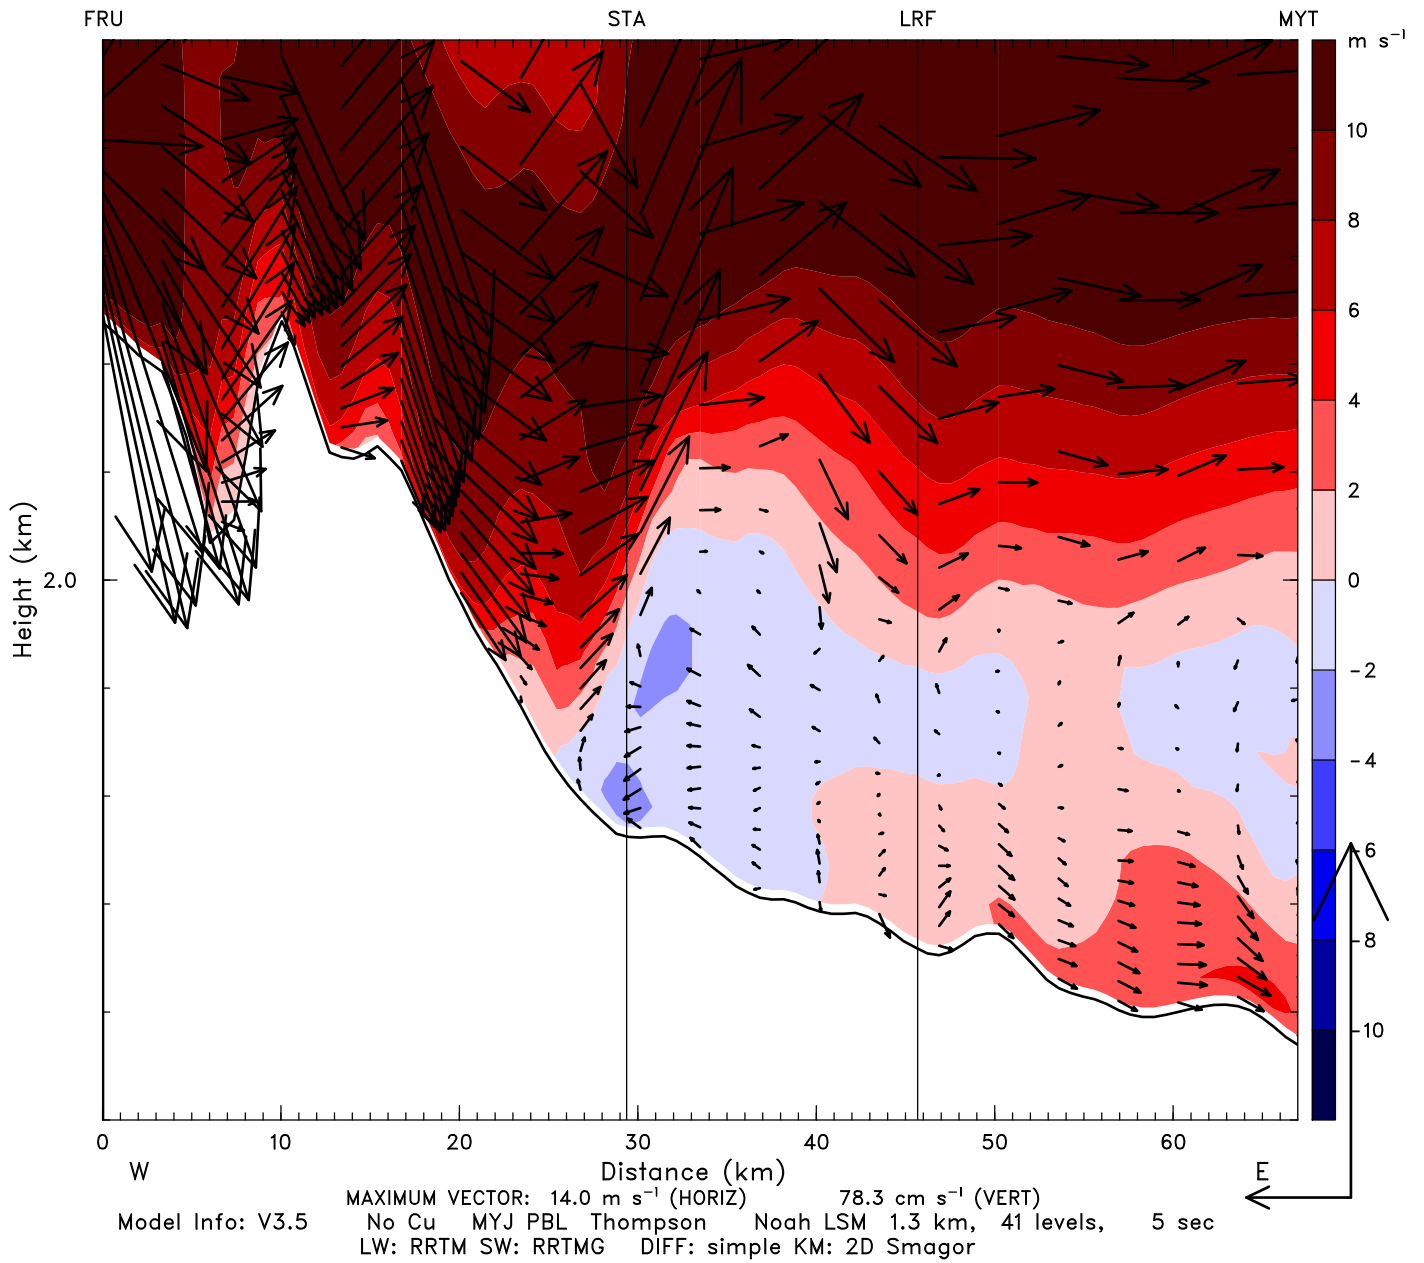 FRU STA LRF MYT
m s⁻¹
10
8
6
4
2
0
-2
-4
-6
-8
-10
Height (km)
2.0
0 10 20 30 40 50 60
W Distance (km) E
MAXIMUM VECTOR: 14.0 m s⁻¹ (HORIZ) 78.3 cm s⁻¹ (VERT)
Model Info: V3.5 No Cu MYJ PBL Thompson Noah LSM 1.3 km, 41 levels, 5 sec
LW: RRTM SW: RRTMG DIFF: simple KM: 2D Smagor